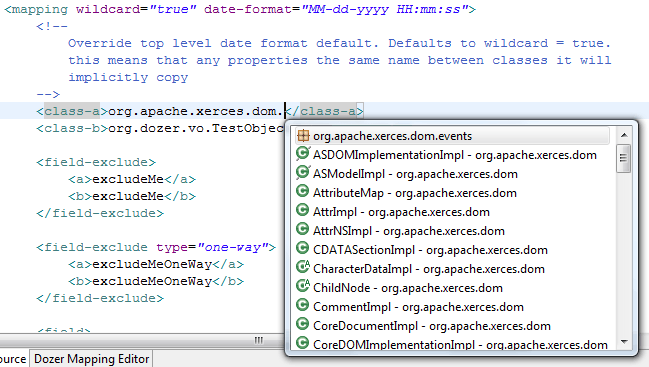 <mapping wildcard="true" date-format="MM-dd-yyyy HH:mm:ss">
<!--
Override top level date format default. Defaults to wildcard = true.
this means that any properties the same name between classes it will
implicitly copy
-->
<class-a>org.apache.xerces.dom.</class-a>
<class-b>org.dozer.vo.TestObjec
org.apache.xerces.dom.events
ASDOMImplementationImpl - org.apache.xerces.dom
<field-exclude>
ASModelImpl - org.apache.xerces.dom
<a>excludeMe</a>
AttributeMap - org.apache.xerces.dom
<b>excludeMe</b>
AttrImpl - org.apache.xerces.dom
</field-exclude>
AttrNSImpl - org.apache.xerces.dom
<field-exclude type="one-way">
CDATASectionImpl - org.apache.xerces.dom
<a>excludeMeOneWay</a>
CharacterDataImpl - org.apache.xerces.dom
<b>excludeMeOneWay</b>
ChildNode - org.apache.xerces.dom
</field-exclude>
CommentImpl - org.apache.xerces.dom
<field>
CoreDocumentImpl - org.apache.xerces.dom
CoreDOMImplementationImpl - org.apache.xerces.dom
ource
Dozer Mapping Editor